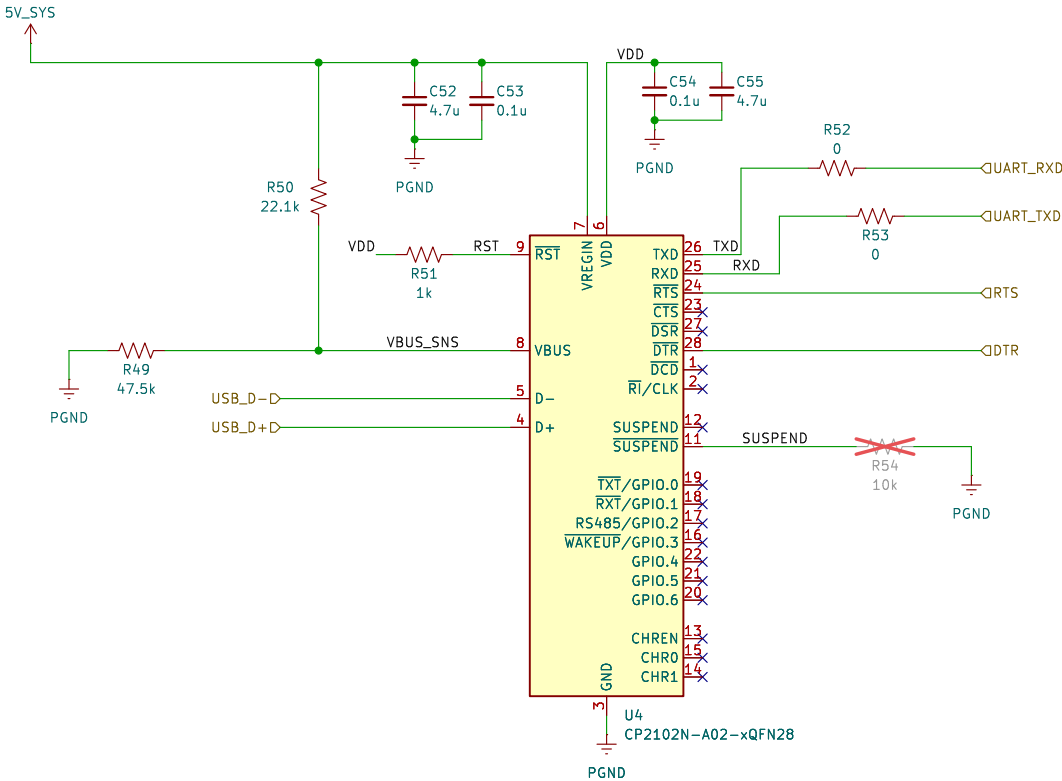 5V_SYS
VDD
C52
4.7u
C53
0.1u
C54
0.1u
C55
4.7u
PGND
PGND
R52
0
UART_RXD
R50
22.1k
UART_TXD
R53
0
7
6
VREGIN
VDD
VDD
R51
1k
RST
9
RST
TXD
26
TXD
RXD
25
RXD
RTS
24
RTS
CTS
23
DSR
27
VBUS_SNS
8
VBUS
DTR
28
DTR
R49
47.5k
PGND
DCD
1
RI/CLK
2
USB_D-
5
D-
USB_D+
4
D+
SUSPEND
12
SUSPEND
11
SUSPEND
R54
10k
PGND
TXT/GPIO.0
19
RXT/GPIO.1
18
RS485/GPIO.2
17
WAKEUP/GPIO.3
16
GPIO.4
22
GPIO.5
21
GPIO.6
20
CHREN
13
CHR0
15
CHR1
14
GND
3
U4
CP2102N-A02-xQFN28
PGND